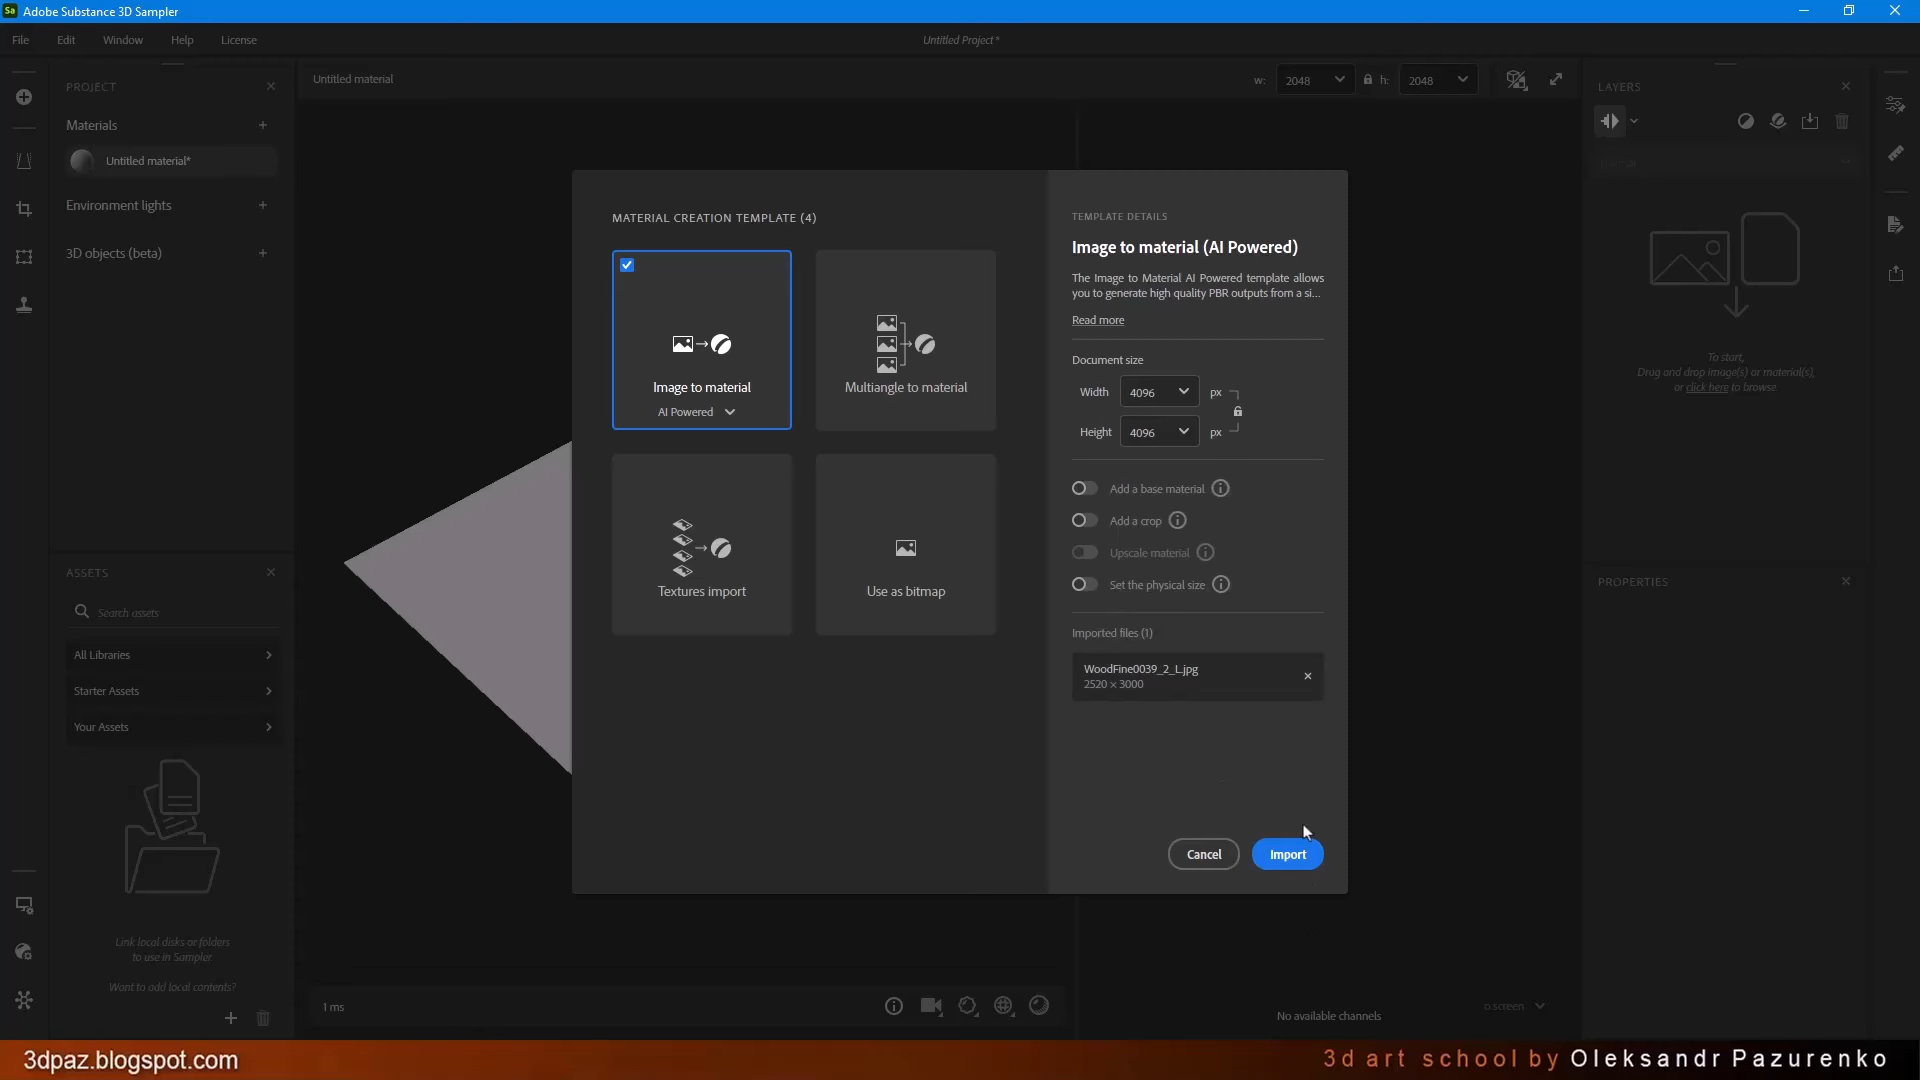 Sa Adobe Substance 3D Sampler
File Edit Window Help License
Untitled Project*
PROJECT
Materials
Untitled material*
Environment lights
3D objects (beta)
Untitled material
w: 2048 h: 2048
LAYERS
To start,
Drag and drop image(s) or material(s),
or click here to browse
MATERIAL CREATION TEMPLATE (4)
Image to material
AI Powered
Multiangle to material
Textures import
Use as bitmap
TEMPLATE DETAILS
Image to material (AI Powered)
The Image to Material AI Powered template allows
you to generate high quality PBR outputs from a si...
Read more
Document size
Width 4096 px
Height 4096 px
Add a base material
Add a crop
Upscale material
Set the physical size
Imported files (1)
WoodFine0039_2_L.jpg
2520 × 3000
Cancel Import
ASSETS
Search assets
All Libraries
Starter Assets
Your Assets
Link local disks or folders
to use in Sampler
Want to add local contents?
PROPERTIES
1 ms
No available channels
3dpaz.blogspot.com
3d art school by Oleksandr Pazurenko